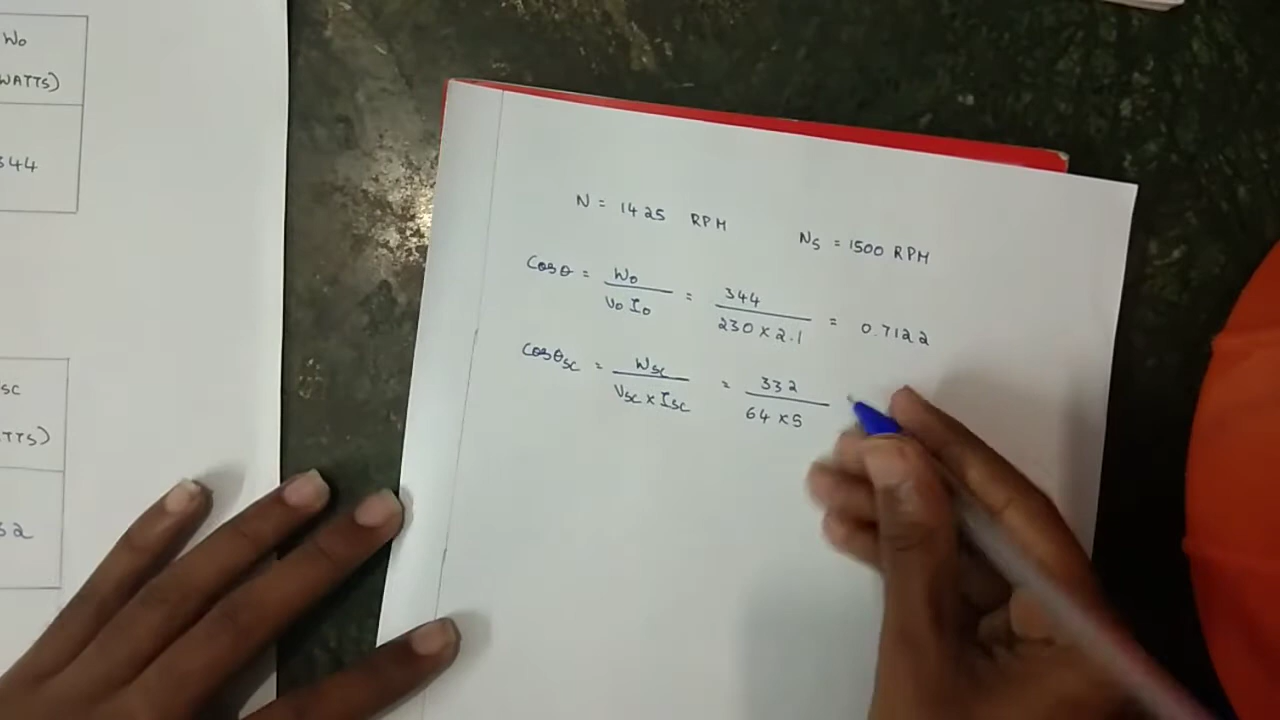 Wo
WATTS)
344
SC
TTS)
32
N = 1425 RPM
NS = 1500 RPM
Cosθ = Wo / Vo Io = 344 / 230 × 2.1 = 0.7122
CosθSC = WSC / VSC × ISC = 332 / 64 × 5